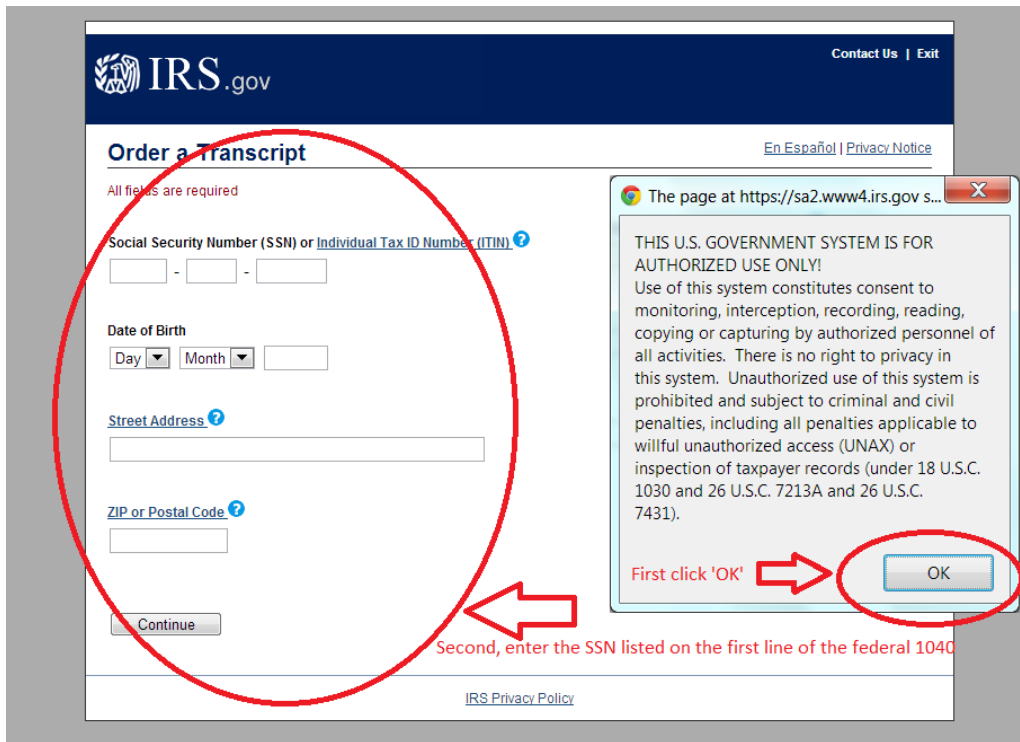 Contact Us | Exit
IRS.gov
Order a Transcript
En Español | Privacy Notice
All fields are required
Social Security Number (SSN) or Individual Tax ID Number (ITIN) ?
- -
Date of Birth
Day Month
Street Address ?
ZIP or Postal Code ?
Continue
The page at https://sa2.www4.irs.gov s... X
THIS U.S. GOVERNMENT SYSTEM IS FOR
AUTHORIZED USE ONLY!
Use of this system constitutes consent to
monitoring, interception, recording, reading,
copying or capturing by authorized personnel of
all activities. There is no right to privacy in
this system. Unauthorized use of this system is
prohibited and subject to criminal and civil
penalties, including all penalties applicable to
willful unauthorized access (UNAX) or
inspection of taxpayer records (under 18 U.S.C.
1030 and 26 U.S.C. 7213A and 26 U.S.C.
7431).
First click 'OK'
OK
Second, enter the SSN listed on the first line of the federal 1040
IRS Privacy Policy